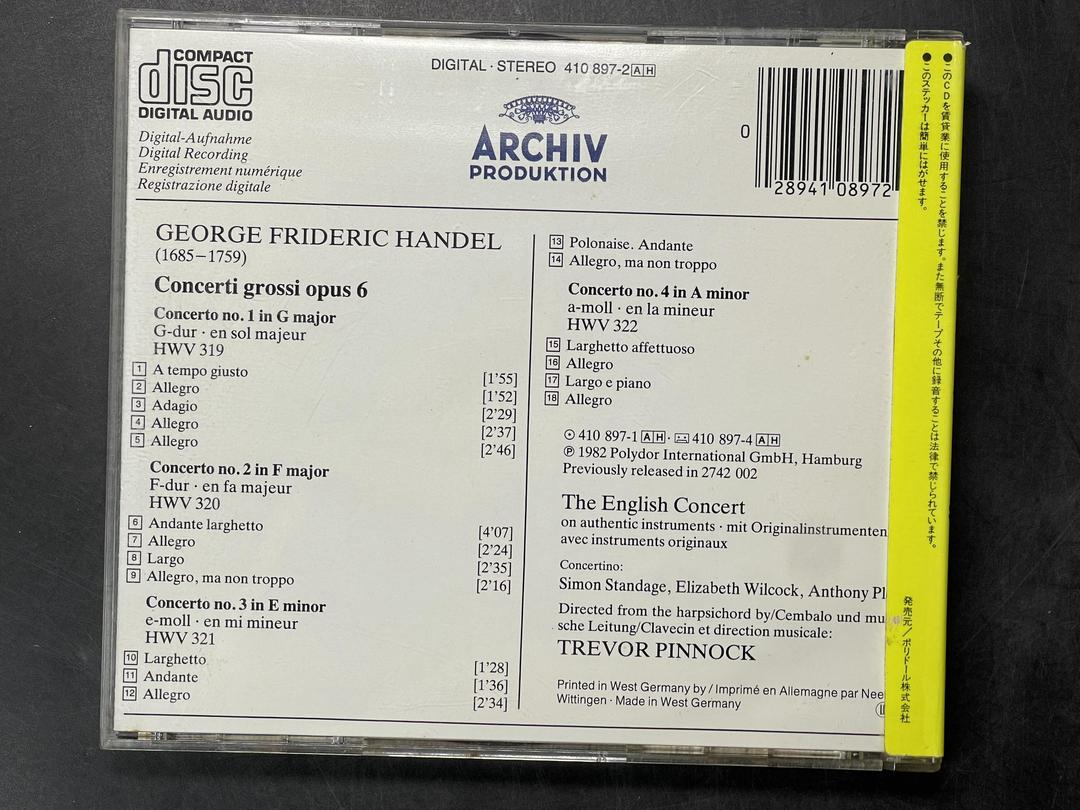 COMPACT
disc
DIGITAL AUDIO
Digital-Aufnahme
Digital Recording
Enregistrement numérique
Registrazione digitale
DIGITAL · STEREO 410 897-2 AH
ARCHIV
PRODUKTION
0
28941 08972
GEORGE FRIDERIC HANDEL
(1685–1759)
Concerti grossi opus 6
Concerto no. 1 in G major
G-dur · en sol majeur
HWV 319
1 A tempo giusto [1'55]
2 Allegro [1'52]
3 Adagio [2'29]
4 Allegro [2'37]
5 Allegro [2'46]
Concerto no. 2 in F major
F-dur · en fa majeur
HWV 320
6 Andante larghetto [4'07]
7 Allegro [2'24]
8 Largo [2'35]
9 Allegro, ma non troppo [2'16]
Concerto no. 3 in E minor
e-moll · en mi mineur
HWV 321
10 Larghetto [1'28]
11 Andante [1'36]
12 Allegro [2'34]
13 Polonaise. Andante
14 Allegro, ma non troppo
Concerto no. 4 in A minor
a-moll · en la mineur
HWV 322
15 Larghetto affettuoso
16 Allegro
17 Largo e piano
18 Allegro
410 897-1 AH · 410 897-4 AH
℗ 1982 Polydor International GmbH, Hamburg
Previously released in 2742 002
The English Concert
on authentic instruments · mit Originalinstrumenten
avec instruments originaux
Concertino:
Simon Standage, Elizabeth Wilcock, Anthony Pl
Directed from the harpsichord by/Cembalo und mu
sche Leitung/Clavecin et direction musicale:
TREVOR PINNOCK
Printed in West Germany by / Imprimé en Allemagne par Nee
Wittingen · Made in West Germany
●このCDを賃貸業に使用することを禁じます。また無断でテープその他に録音することは法律で禁じられています。
●このステッカーは簡単にはがせます。
発売元/ポリドール株式会社